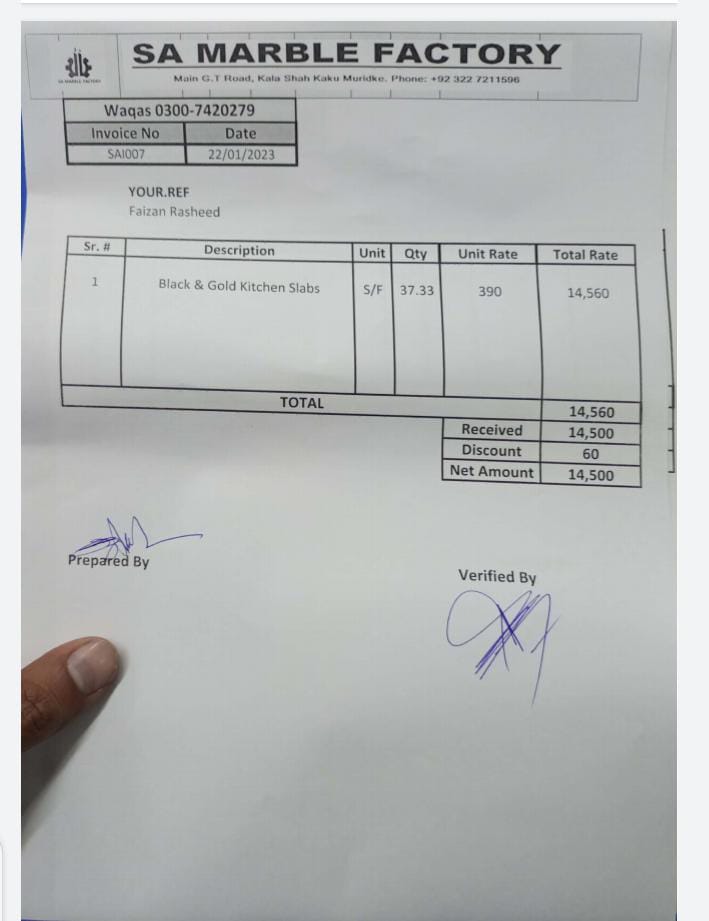 SA MARBLE FACTORY
SA MARBLE FACTORY
Main G.T Road, Kala Shah Kaku Muridke. Phone: +92 322 7211596
Waqas 0300-7420279
Invoice No Date
SAI007 22/01/2023
YOUR.REF
Faizan Rasheed
Sr. # Description Unit Qty Unit Rate Total Rate
1 Black & Gold Kitchen Slabs S/F 37.33 390 14,560
TOTAL 14,560
Received 14,500
Discount 60
Net Amount 14,500
Prepared By
Verified By